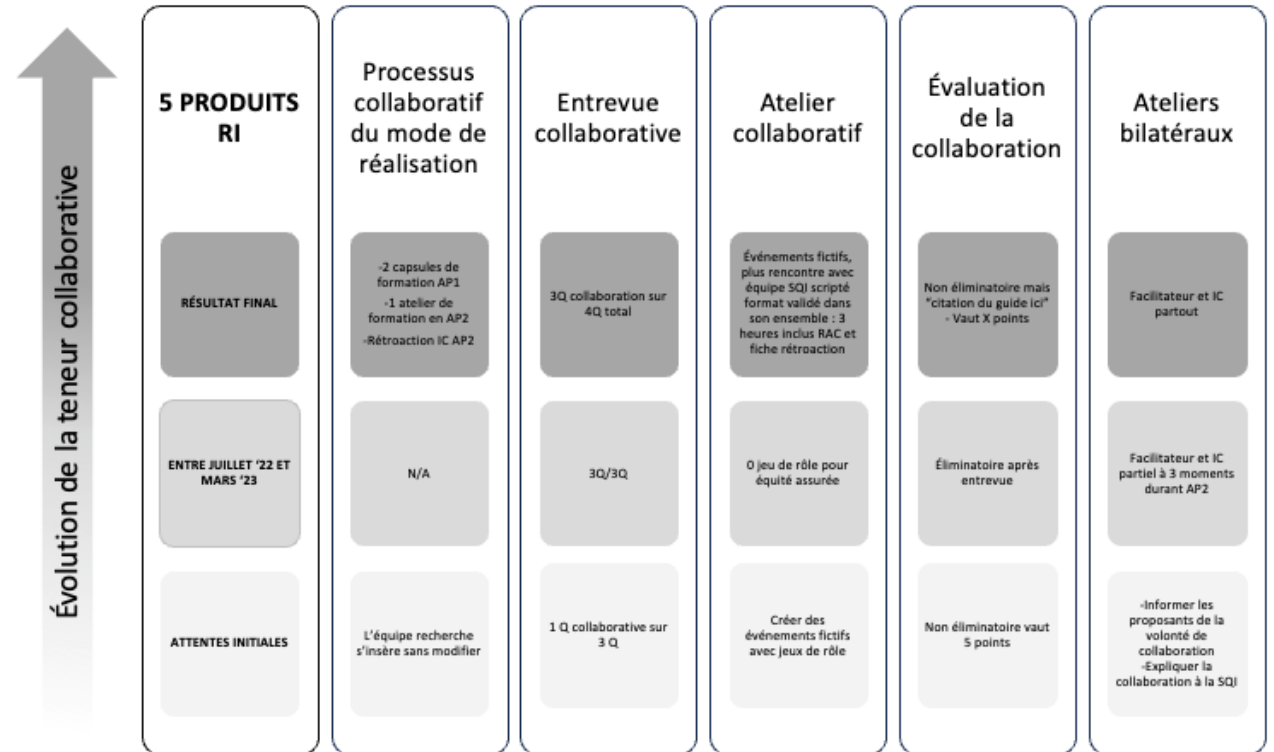 Évolution de la teneur collaborative
5 PRODUITS
RI
Processus
collaboratif
du mode de
réalisation
Entrevue
collaborative
Atelier
collaboratif
Évaluation
de la
collaboration
Ateliers
bilatéraux
RÉSULTAT FINAL
-2 capsules de
formation AP1
-1 atelier de
formation en AP2
-Rétroaction IC AP2
3Q collaboration sur
4Q total
Événements fictifs,
plus rencontre avec
équipe SQI scripté
format validé dans
son ensemble : 3
heures inclus RAC et
fiche rétroaction
Non éliminatoire mais
"citation du guide ici"
- Vaut X points
Facilitateur et IC
partout
ENTRE JUILLET '22 ET
MARS '23
N/A
3Q/3Q
0 jeu de rôle pour
équité assurée
Éliminatoire après
entrevue
Facilitateur et IC
partiel à 3 moments
durant AP2
ATTENTES INITIALES
L'équipe recherche
s'insère sans modifier
1 Q collaborative sur
3 Q
Créer des
événements fictifs
avec jeux de rôle
Non éliminatoire vaut
5 points
-Informer les
proposants de la
volonté de
collaboration
-Expliquer la
collaboration à la SQI